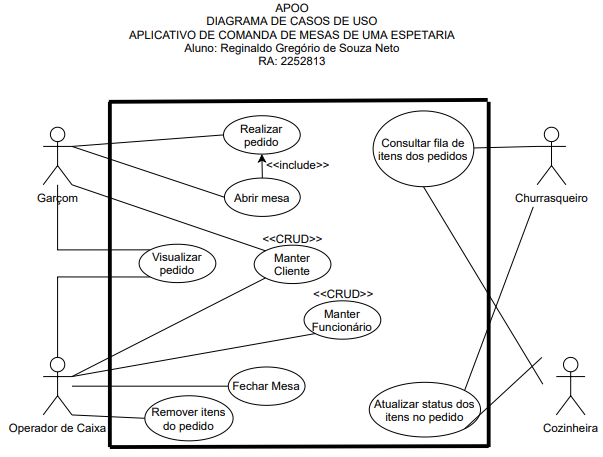 APOO
DIAGRAMA DE CASOS DE USO
APLICATIVO DE COMANDA DE MESAS DE UMA ESPETARIA
Aluno: Reginaldo Gregório de Souza Neto
RA: 2252813
Realizar
pedido
Consultar fila de
itens dos pedidos
<<include>>
Garçom
Abrir mesa
Churrasqueiro
<<CRUD>>
Visualizar
pedido
Manter
Cliente
<<CRUD>>
Manter
Funcionário
Fechar Mesa
Remover itens
do pedido
Atualizar status dos
itens no pedido
Operador de Caixa
Cozinheira